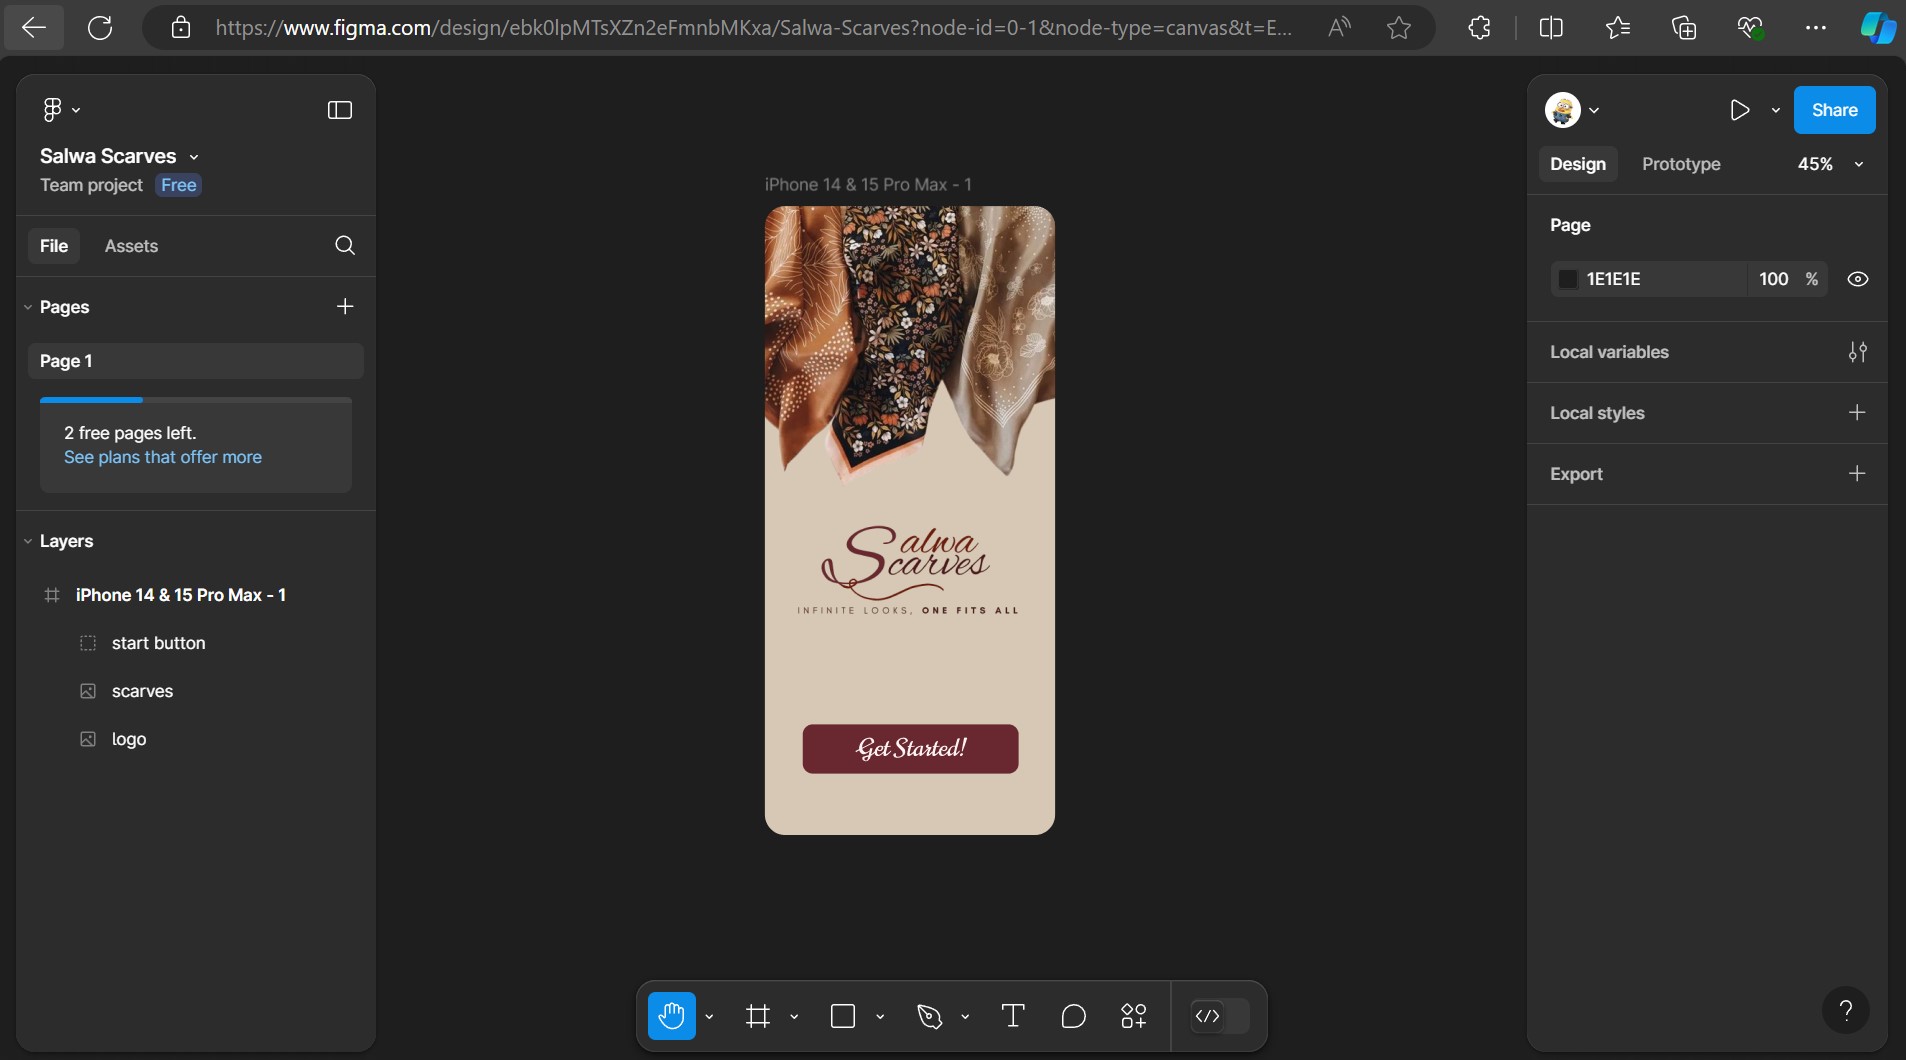 https://www.figma.com/design/ebk0lpMTsXZn2eFmnbMKxa/Salwa-Scarves?node-id=0-1&node-type=canvas&t=E...
Salwa Scarves
Team project Free
File Assets
Pages
Page 1
2 free pages left.
See plans that offer more
Layers
iPhone 14 & 15 Pro Max - 1
start button
scarves
logo
iPhone 14 & 15 Pro Max - 1
Salwa
Scarves
INFINITE LOOKS, ONE FITS ALL
Get Started!
Share
Design Prototype 45%
Page
1E1E1E 100 %
Local variables
Local styles
Export
?